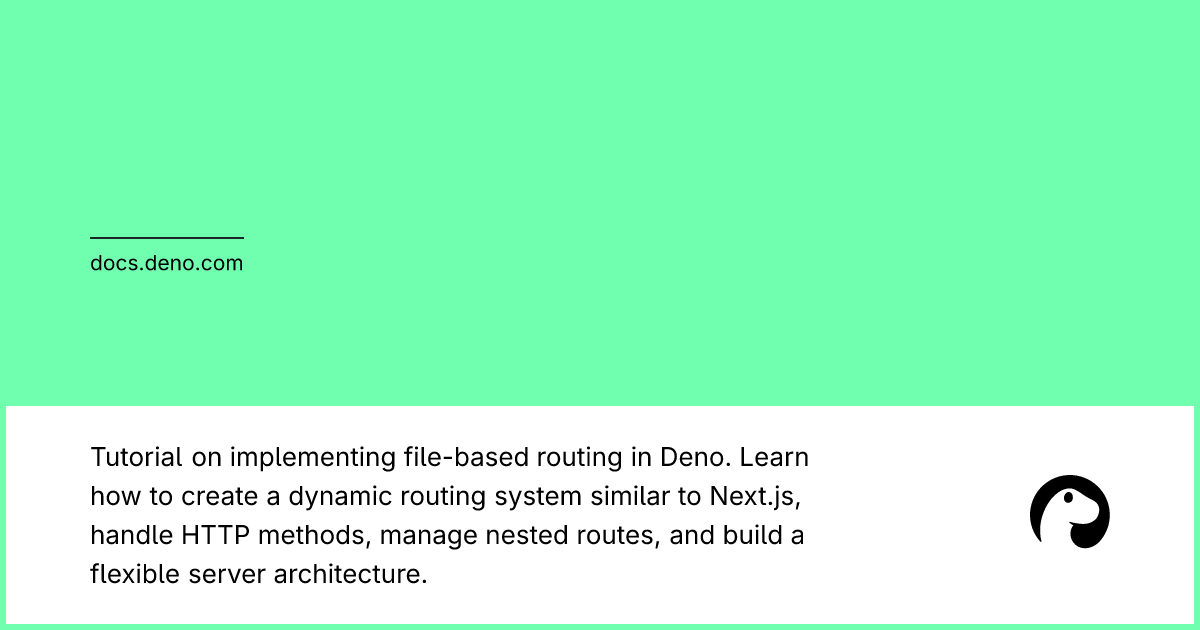 docs.deno.com
Tutorial on implementing file-based routing in Deno. Learn
how to create a dynamic routing system similar to Next.js,
handle HTTP methods, manage nested routes, and build a
flexible server architecture.